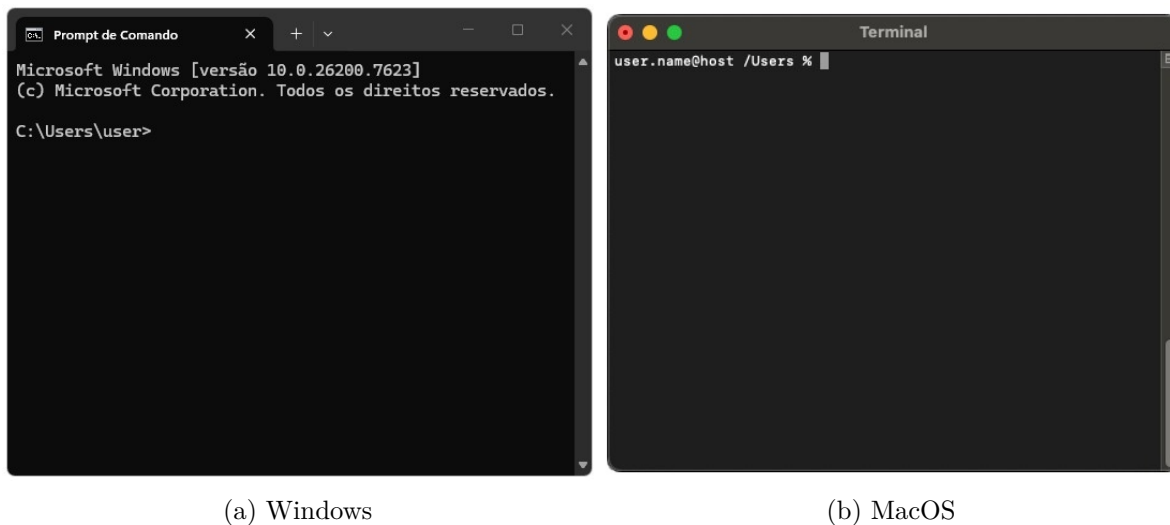 Prompt de Comando
Microsoft Windows [versão 10.0.26200.7623]
(c) Microsoft Corporation. Todos os direitos reservados.
C:\Users\user>
Terminal
user.name@host /Users %
(a) Windows
(b) MacOS